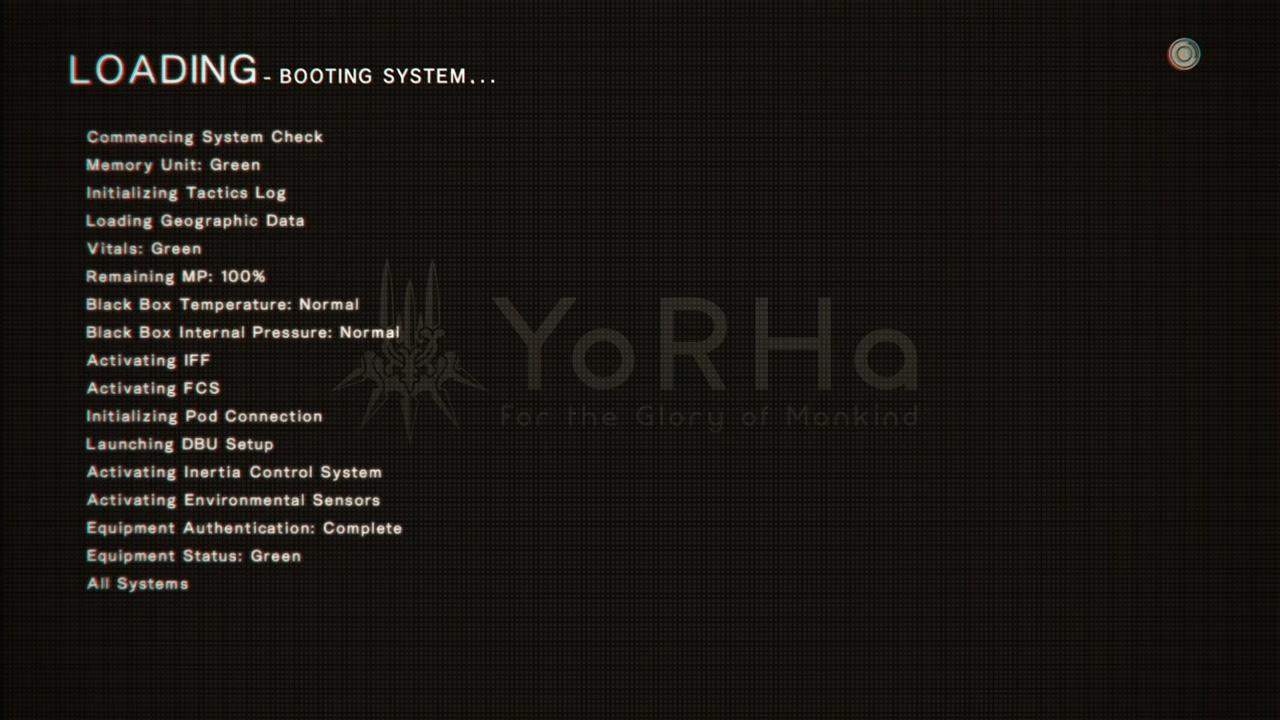 LOADING - BOOTING SYSTEM...
Commencing System Check
Memory Unit: Green
Initializing Tactics Log
Loading Geographic Data
Vitals: Green
Remaining MP: 100%
Black Box Temperature: Normal
Black Box Internal Pressure: Normal
Activating IFF
Activating FCS
Initializing Pod Connection
Launching DBU Setup
Activating Inertia Control System
Activating Environmental Sensors
Equipment Authentication: Complete
Equipment Status: Green
All Systems
YoRHa
For the Glory of Mankind